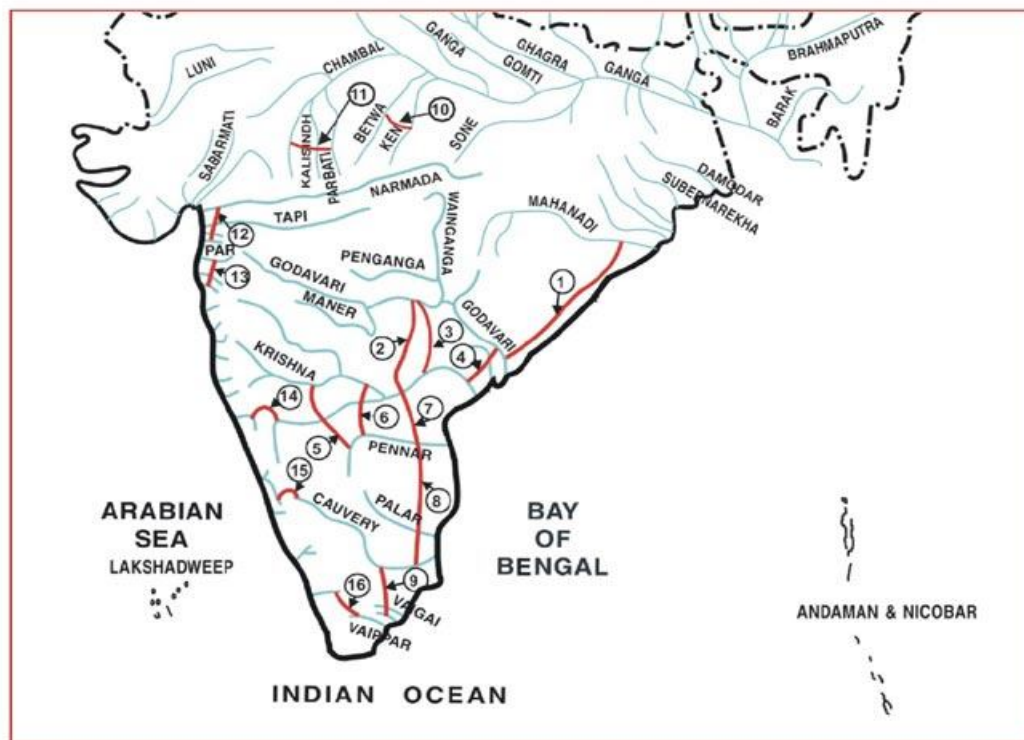 GANGA
GHAGRA
GOMTI
GANGA
BRAHMAPUTRA
LUNI
CHAMBAL
BARAK
11
10
BETWA
KEN
SONE
SABARMATI
KALISINDH
PARBATI
DAMODAR
SUBERNAREKHA
NARMADA
TAPI
WAINGANGA
MAHANADI
12
PAR
13
GODAVARI
PENGANGA
MANER
1
GODAVARI
2
3
4
KRISHNA
14
6
7
5
PENNAR
15
8
CAUVERY
PALAR
ARABIAN
SEA
LAKSHADWEEP
BAY
OF
BENGAL
16
9
VAIGAI
VAIPPAR
ANDAMAN & NICOBAR
INDIAN OCEAN